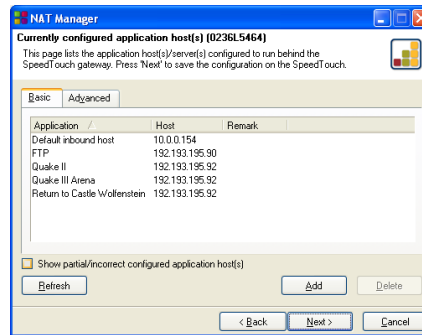 NAT Manager
Currently configured application host(s) (0236L5464)
This page lists the application host(s)/server(s) configured to run behind the
SpeedTouch gateway. Press 'Next' to save the configuration on the SpeedTouch.
Basic Advanced
Application Host Remark
Default inbound host 10.0.0.154
FTP 192.193.195.90
Quake II 192.193.195.92
Quake III Arena 192.193.195.92
Return to Castle Wolfenstein 192.193.195.92
Show partial/incorrect configured application host(s)
Refresh Add Delete
< Back Next > Cancel